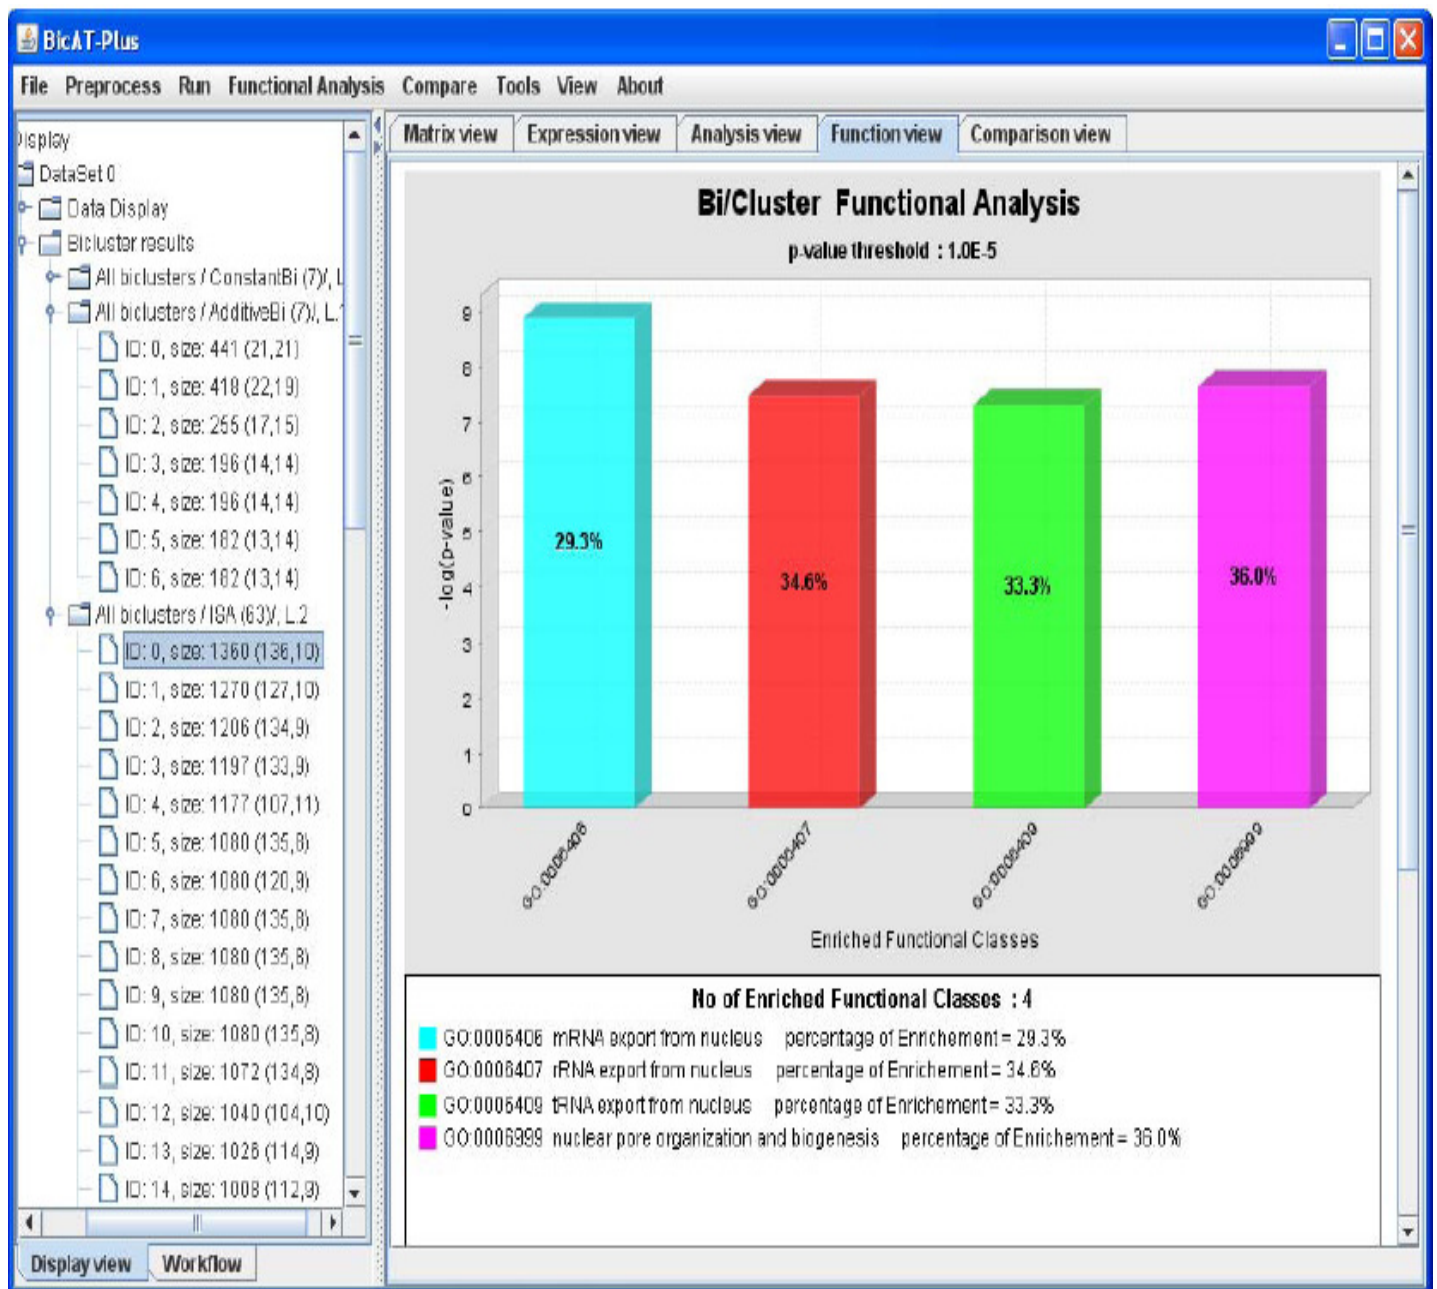 BicAT-Plus
File Preprocess Run Functional Analysis Compare Tools View About
Display
DataSet 0
Data Display
Bicluster results
All biclusters / ConstantBi (7)/, L
All biclusters / AdditiveBi (7)/, L.1
ID: 0, size: 441 (21,21)
ID: 1, size: 418 (22,19)
ID: 2, size: 255 (17,15)
ID: 3, size: 196 (14,14)
ID: 4, size: 196 (14,14)
ID: 5, size: 182 (13,14)
ID: 6, size: 182 (13,14)
All biclusters / ISA (63)/, L.2
ID: 0, size: 1360 (136,10)
ID: 1, size: 1270 (127,10)
ID: 2, size: 1206 (134,9)
ID: 3, size: 1197 (133,9)
ID: 4, size: 1177 (107,11)
ID: 5, size: 1080 (135,8)
ID: 6, size: 1080 (120,9)
ID: 7, size: 1080 (135,8)
ID: 8, size: 1080 (135,8)
ID: 9, size: 1080 (135,8)
ID: 10, size: 1080 (135,8)
ID: 11, size: 1072 (134,8)
ID: 12, size: 1040 (104,10)
ID: 13, size: 1026 (114,9)
ID: 14, size: 1008 (112,9)
Display view Workflow
Matrix view Expression view Analysis view Function view Comparison view
Bi/Cluster Functional Analysis
p-value threshold : 1.0E-5
-log(p-value)
9
8
7
6
5
4
3
2
1
0
29.3%
34.6%
33.3%
36.0%
GO:0006406
GO:0006407
GO:0006409
GO:0006999
Enriched Functional Classes
No of Enriched Functional Classes : 4
GO:0006406 mRNA export from nucleus percentage of Enrichement = 29.3%
GO:0006407 rRNA export from nucleus percentage of Enrichement = 34.6%
GO:0006409 tRNA export from nucleus percentage of Enrichement = 33.3%
GO:0006999 nuclear pore organization and biogenesis percentage of Enrichement = 36.0%